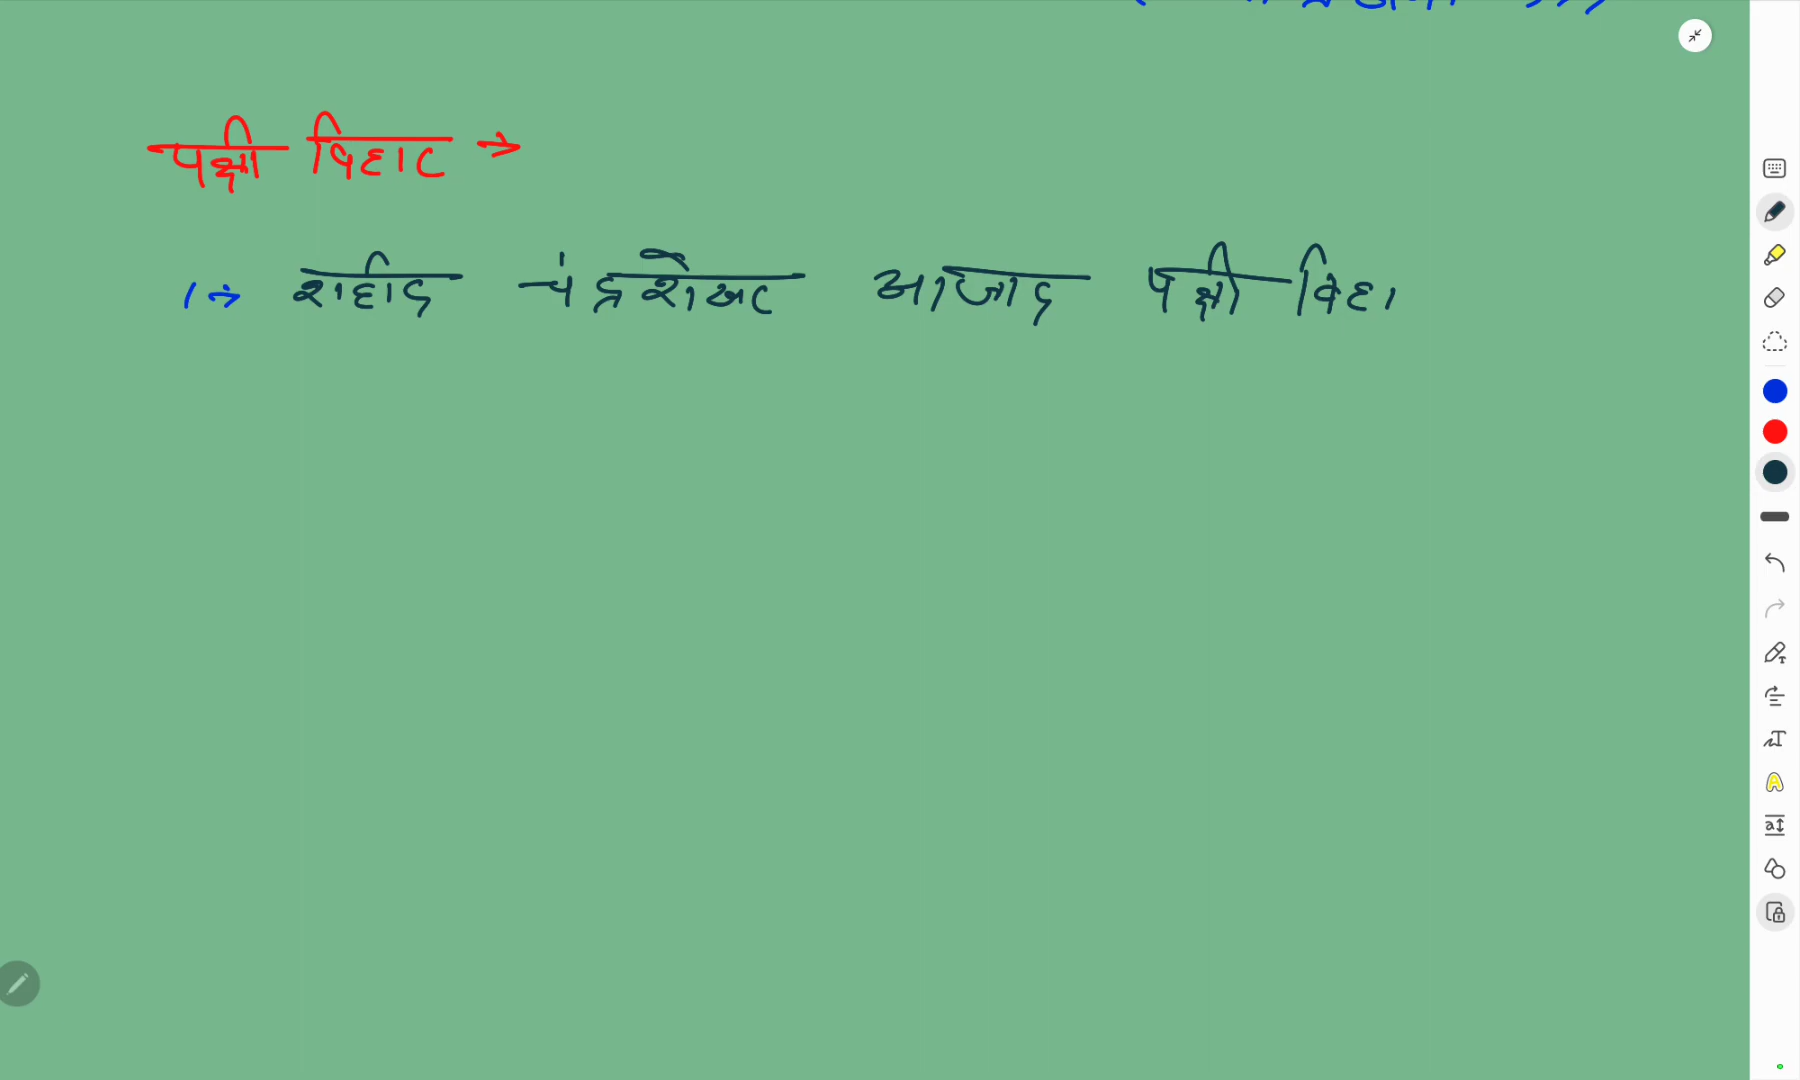 पक्षी विहार →
1 → शहीद चंद्रशेखर आजाद पक्षी विहा